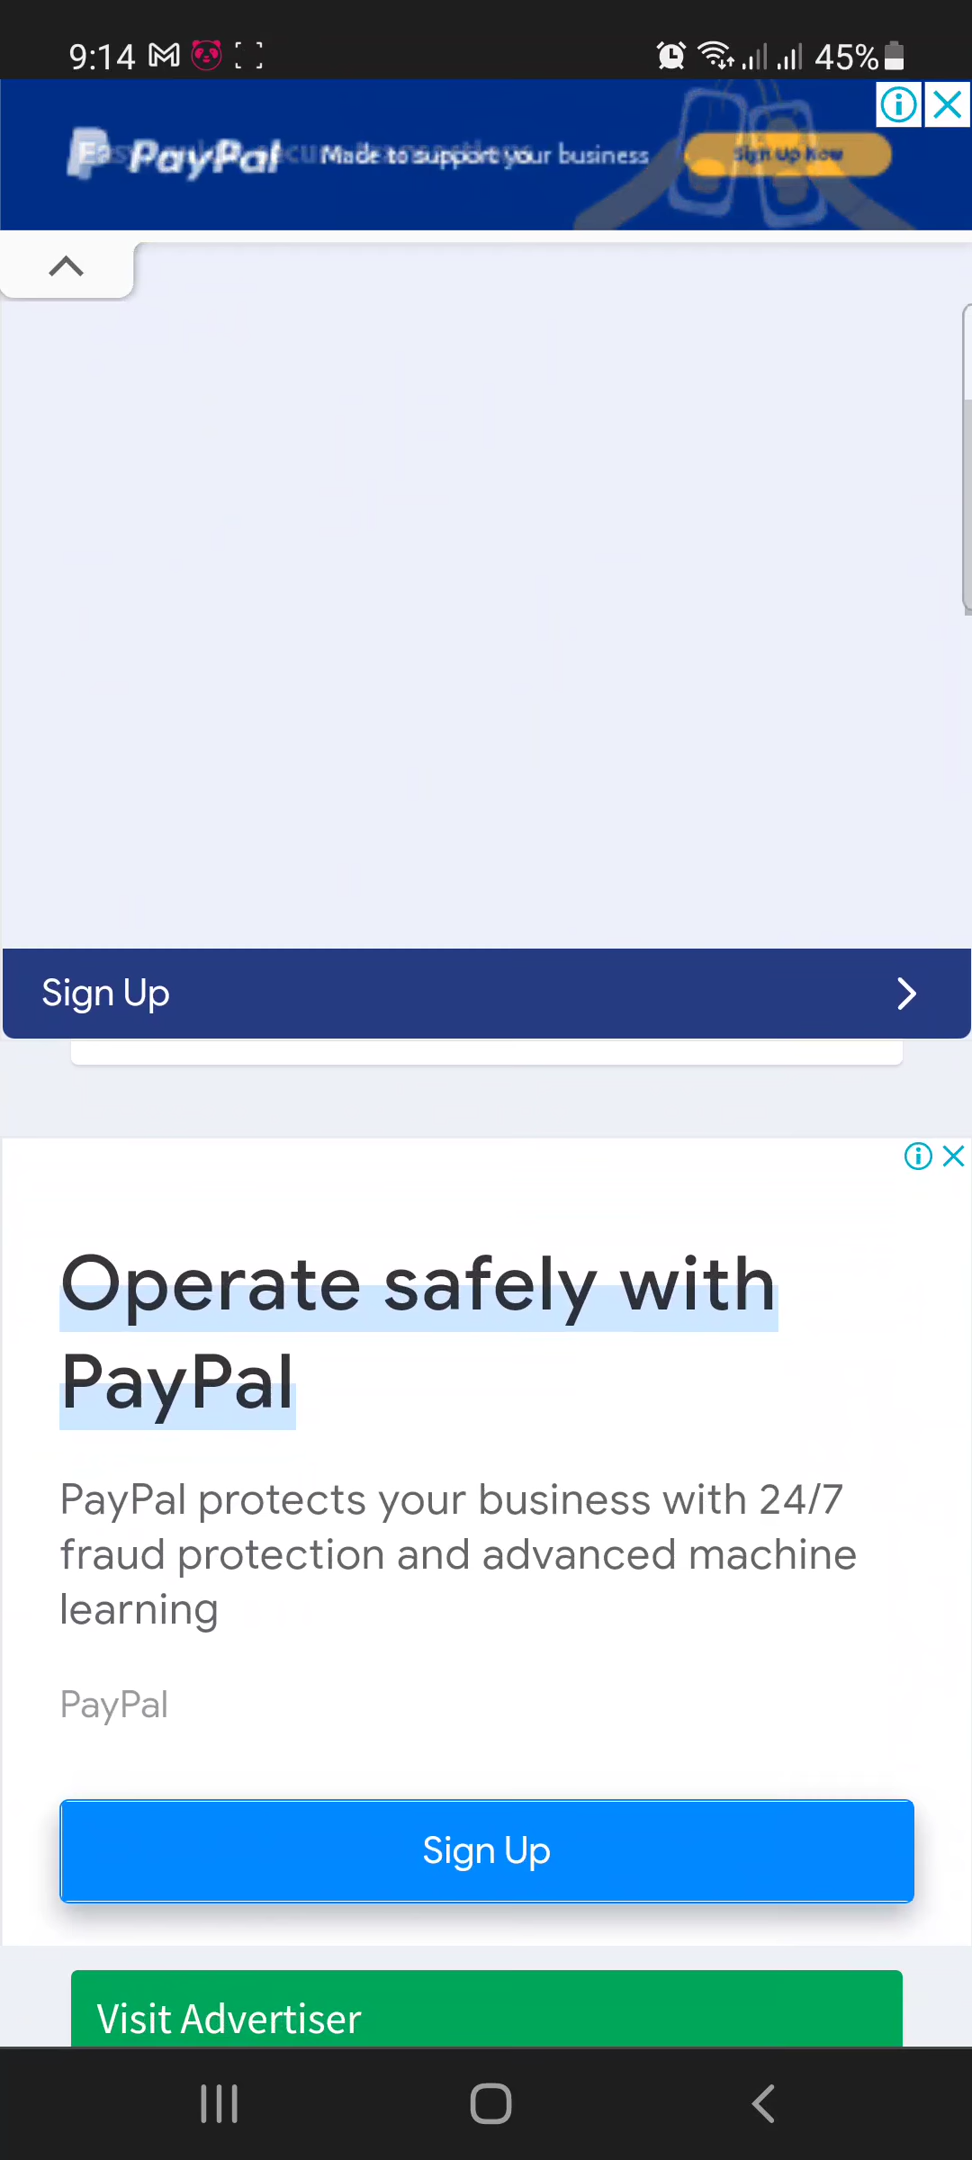 9:14
45%
PayPal Made to support your business Sign Up Now
Sign Up
Operate safely with
PayPal
PayPal protects your business with 24/7
fraud protection and advanced machine
learning
PayPal
Sign Up
Visit Advertiser